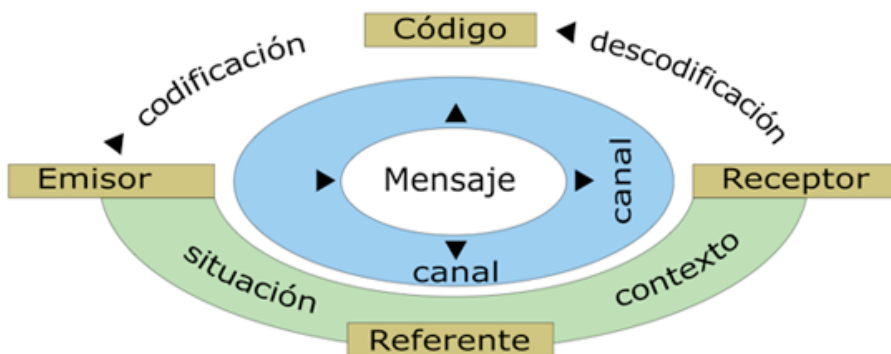 Código
codificación
descodificación
Emisor
Mensaje
canal
Receptor
situación
canal
contexto
Referente